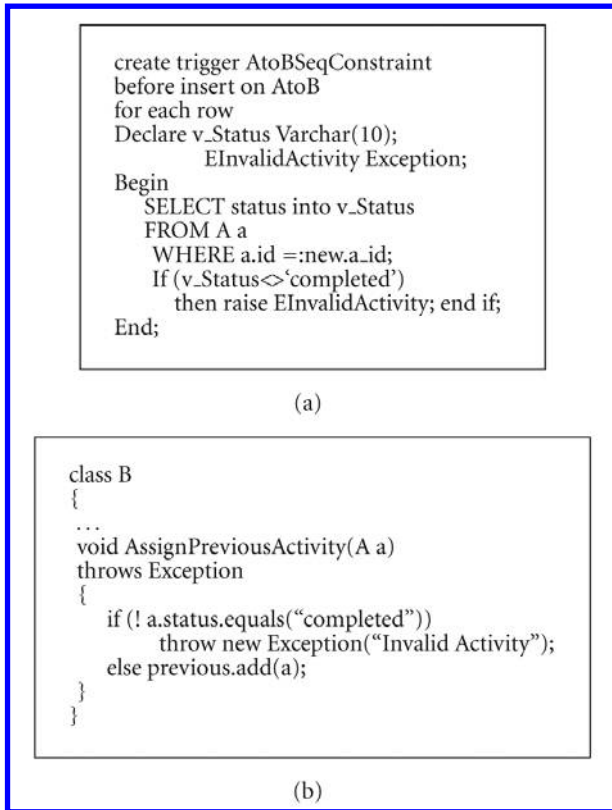 create trigger AtoBSeqConstraint
before insert on AtoB
for each row
Declare v_Status Varchar(10);
EInvalidActivity Exception;
Begin
SELECT status into v_Status
FROM A a
WHERE a.id =:new.a_id;
If (v_Status<>‘completed’)
then raise EInvalidActivity; end if;
End;
(a)
class B
{
...
void AssignPreviousActivity(A a)
throws Exception
{
if (! a.status.equals(“completed”))
throw new Exception(“Invalid Activity”);
else previous.add(a);
}
}
(b)